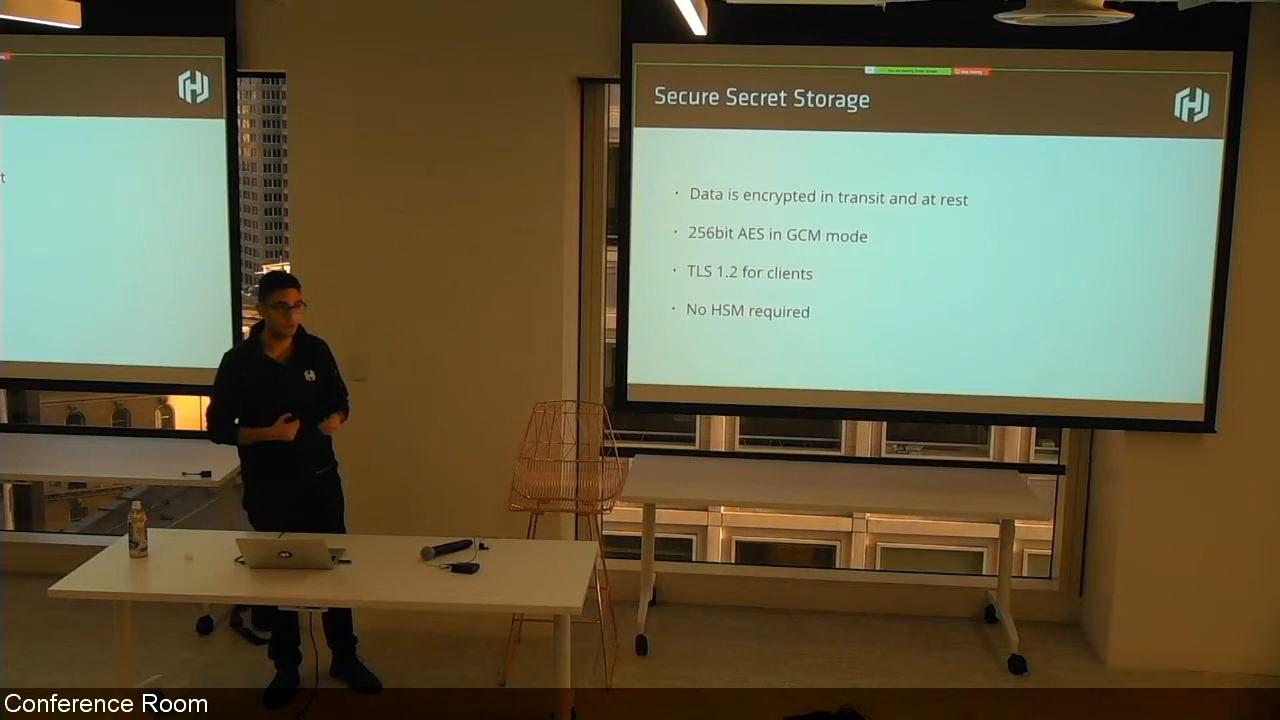 Secure Secret Storage
Data is encrypted in transit and at rest
256bit AES in GCM mode
TLS 1.2 for clients
No HSM required
t
Conference Room